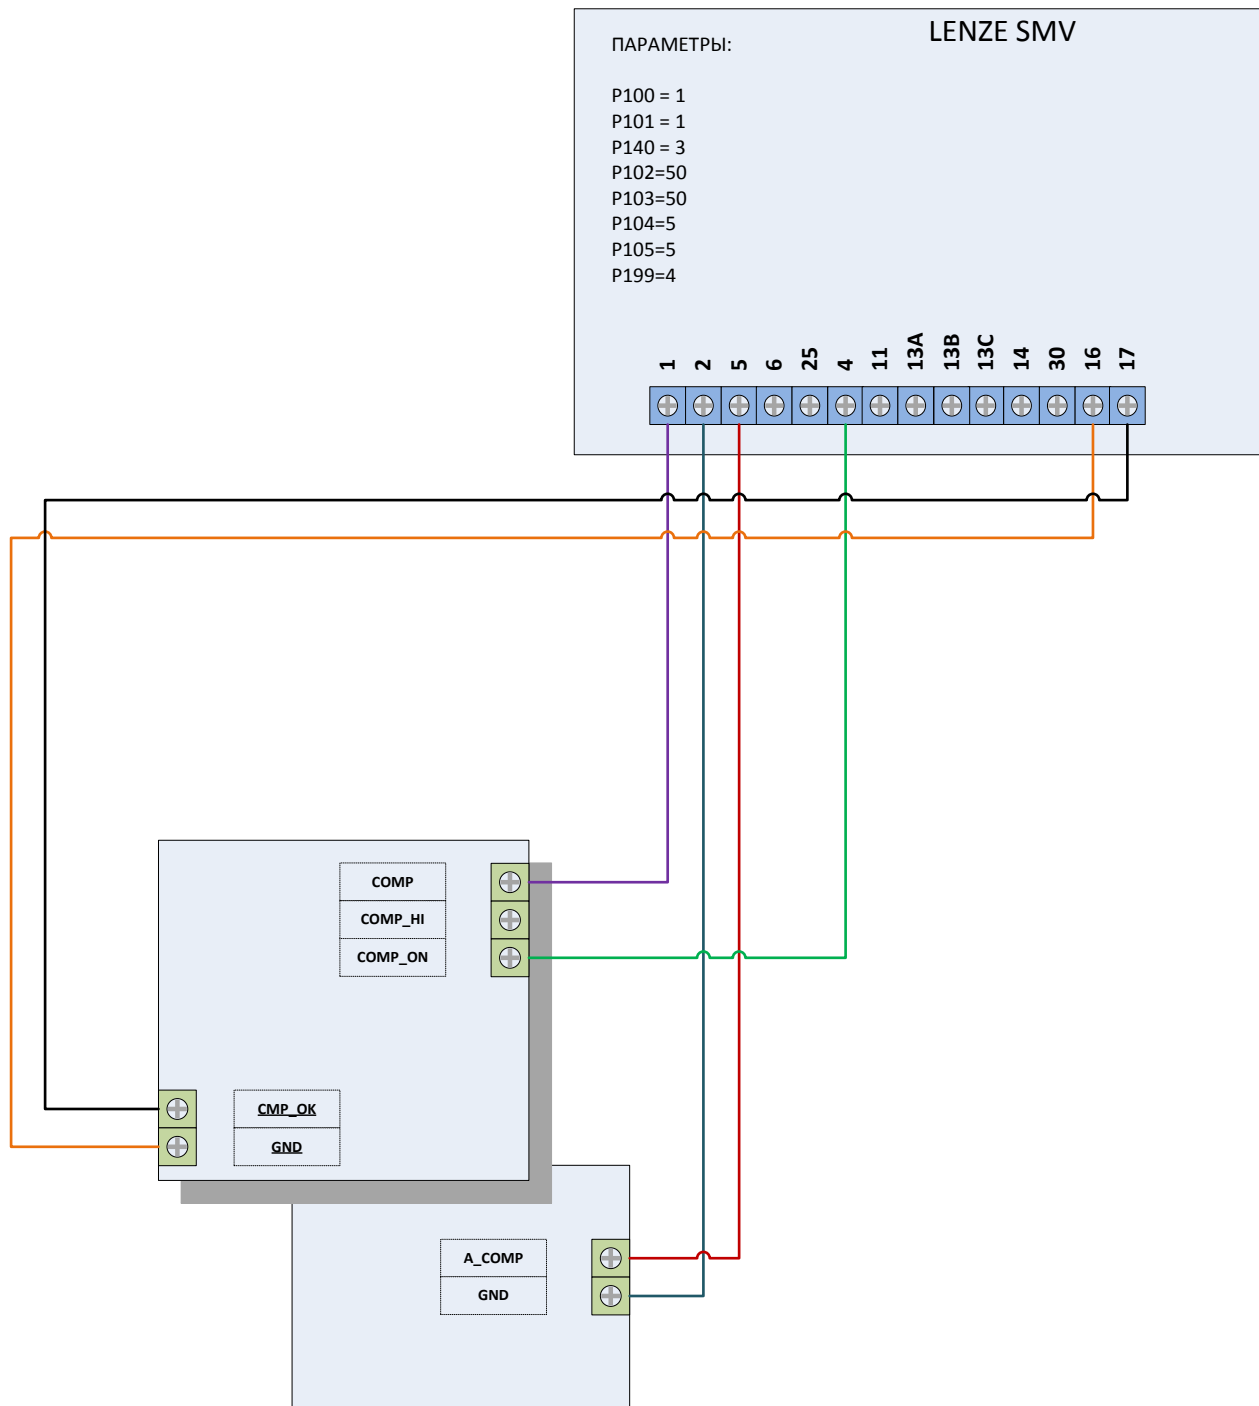 LENZE SMV
ПАРАМЕТРЫ:
P100 = 1
P101 = 1
P140 = 3
P102=50
P103=50
P104=5
P105=5
P199=4
1 2 5 6 25 4 11 13A 13B 13C 14 30 16 17
COMP
COMP_HI
COMP_ON
CMP_OK
GND
A_COMP
GND